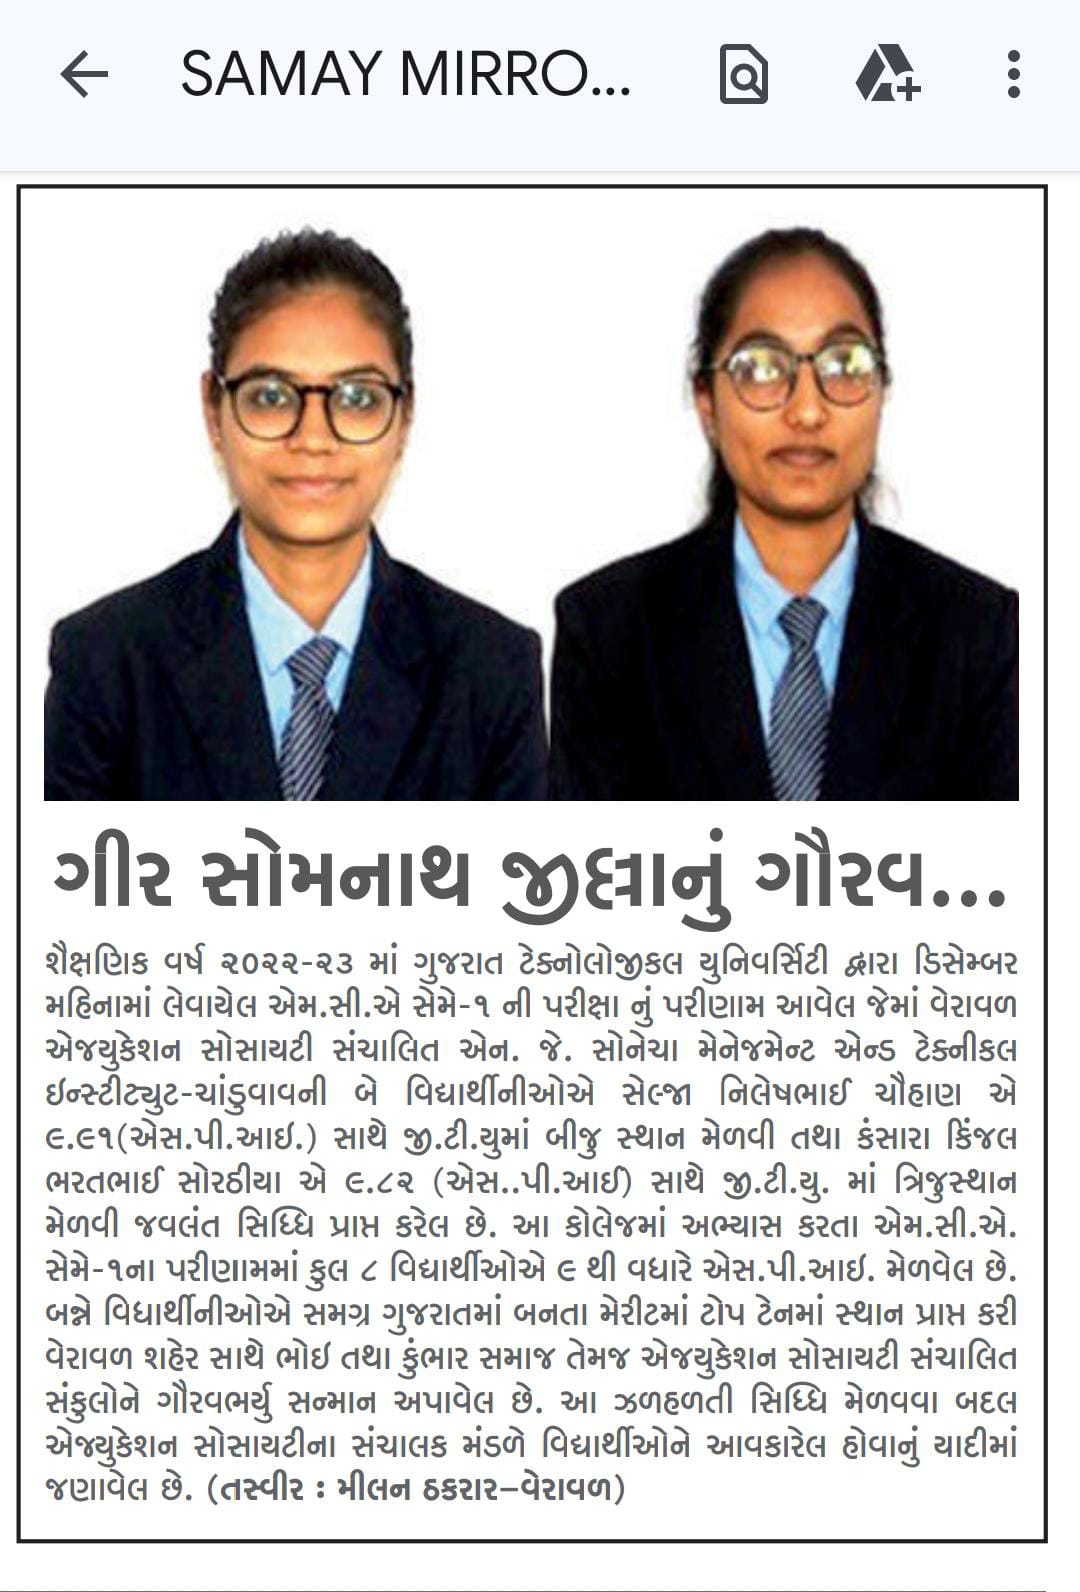 SAMAY MIRRO...
ગીર સોમનાથ જીલ્લાનું ગૌરવ...
શૈક્ષણિક વર્ષ ૨૦૨૨-૨૩ માં ગુજરાત ટેક્નોલોજીકલ યુનિવર્સિટી દ્વારા ડિસેમ્બર
મહિનામાં લેવાયેલ એમ.સી.એ સેમે-૧ ની પરીક્ષા નું પરીણામ આવેલ જેમાં વેરાવળ
એજયુકેશન સોસાયટી સંચાલિત એન. જે. સોનેચા મેનેજમેન્ટ એન્ડ ટેક્નીકલ
ઇન્સ્ટીટ્યુટ-ચાંડુવાવની બે વિદ્યાર્થીનીઓએ સેલ્જા નિલેષભાઈ ચૌહાણ એ
૯.૯૧(એસ.પી.આઇ.) સાથે જી.ટી.યુમાં બીજુ સ્થાન મેળવી તથા કંસારા કિંજલ
ભરતભાઈ સોરઠીયા એ ૯.૮૨ (એસ..પી.આઈ) સાથે જી.ટી.યુ. માં ત્રિજુસ્થાન
મેળવી જવલંત સિધ્ધિ પ્રાપ્ત કરેલ છે. આ કોલેજમાં અભ્યાસ કરતા એમ.સી.એ.
સેમે-૧ના પરીણામમાં કુલ ૮ વિદ્યાર્થીઓએ ૯ થી વધારે એસ.પી.આઇ. મેળવેલ છે.
બન્ને વિદ્યાર્થીનીઓએ સમગ્ર ગુજરાતમાં બનતા મેરીટમાં ટોપ ટેનમાં સ્થાન પ્રાપ્ત કરી
વેરાવળ શહેર સાથે ભોઇ તથા કુંભાર સમાજ તેમજ એજયુકેશન સોસાયટી સંચાલિત
સંકુલોને ગૌરવભર્યુ સન્માન અપાવેલ છે. આ ઝળહળતી સિધ્ધિ મેળવવા બદલ
એજ્યુકેશન સોસાયટીના સંચાલક મંડળે વિદ્યાર્થીઓને આવકારેલ હોવાનું યાદીમાં
જણાવેલ છે. (તસ્વીર : મીલન ઠકરાર–વેરાવળ)